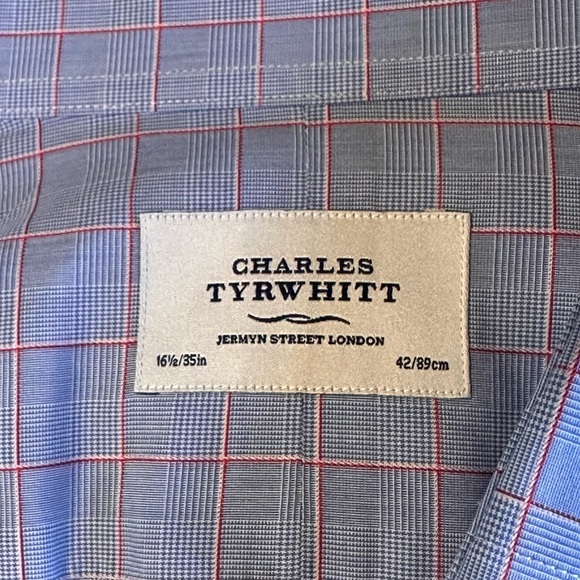 CHARLES
TYRWHITT
JERMYN STREET LONDON
16½/35in 42/89cm